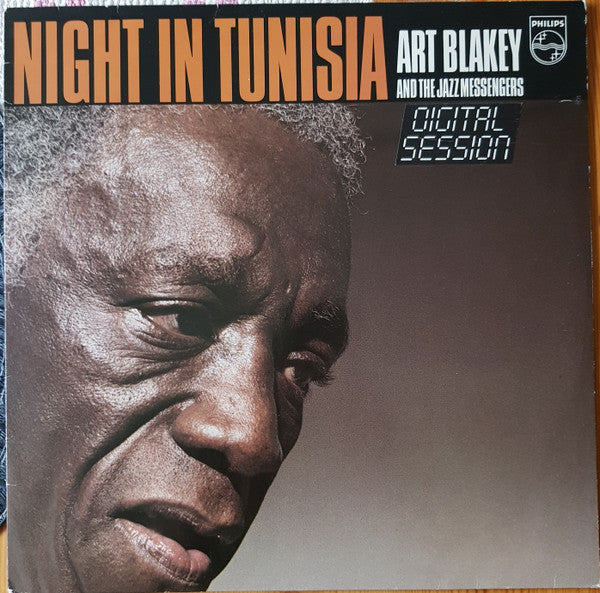 NIGHT IN TUNISIA
ART BLAKEY
AND THE JAZZ MESSENGERS
PHILIPS
DIGITAL
SESSION